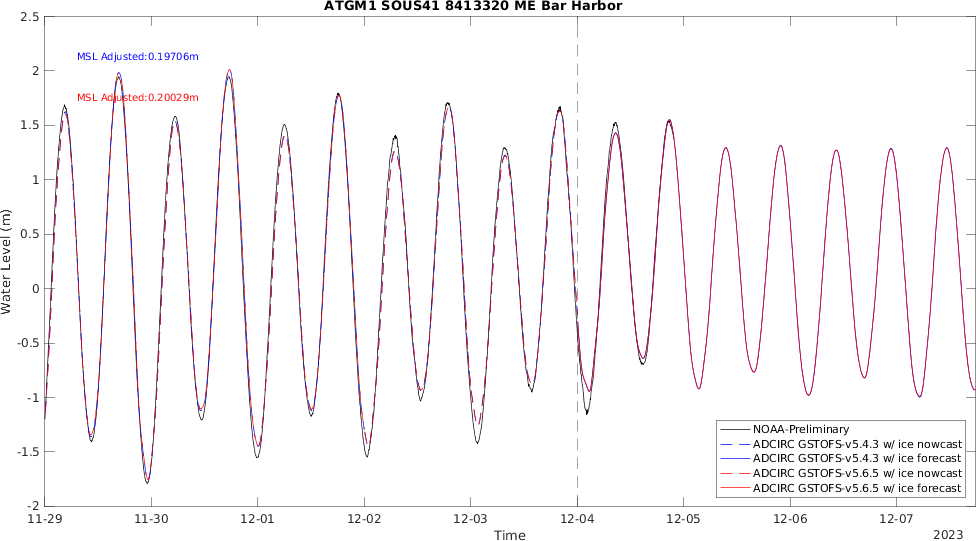 ATGM1 SOUS41 8413320 ME Bar Harbor
2.5
2
1.5
1
0.5
0
-0.5
-1
-1.5
-2
Water Level (m)
MSL Adjusted:0.19706m
MSL Adjusted:0.20029m
NOAA-Preliminary
ADCIRC GSTOFS-v5.4.3 w/ ice nowcast
ADCIRC GSTOFS-v5.4.3 w/ ice forecast
ADCIRC GSTOFS-v5.6.5 w/ ice nowcast
ADCIRC GSTOFS-v5.6.5 w/ ice forecast
11-29 11-30 12-01 12-02 12-03 12-04 12-05 12-06 12-07
Time
2023